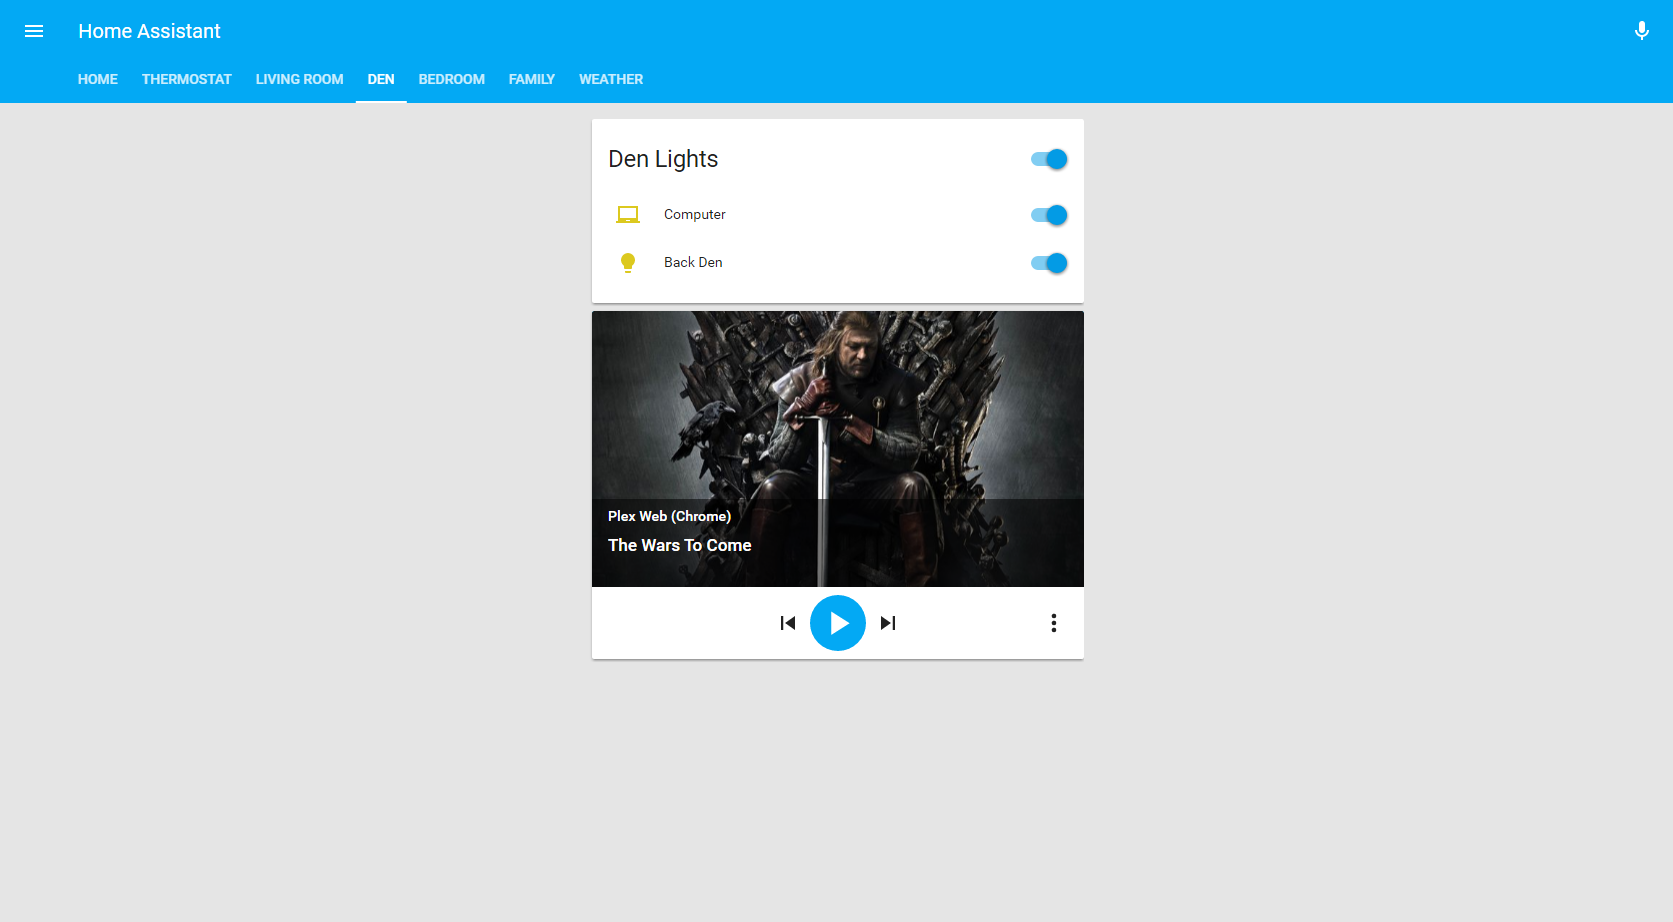 Home Assistant
HOME THERMOSTAT LIVING ROOM DEN BEDROOM FAMILY WEATHER
Den Lights
Computer
Back Den
Plex Web (Chrome)
The Wars To Come